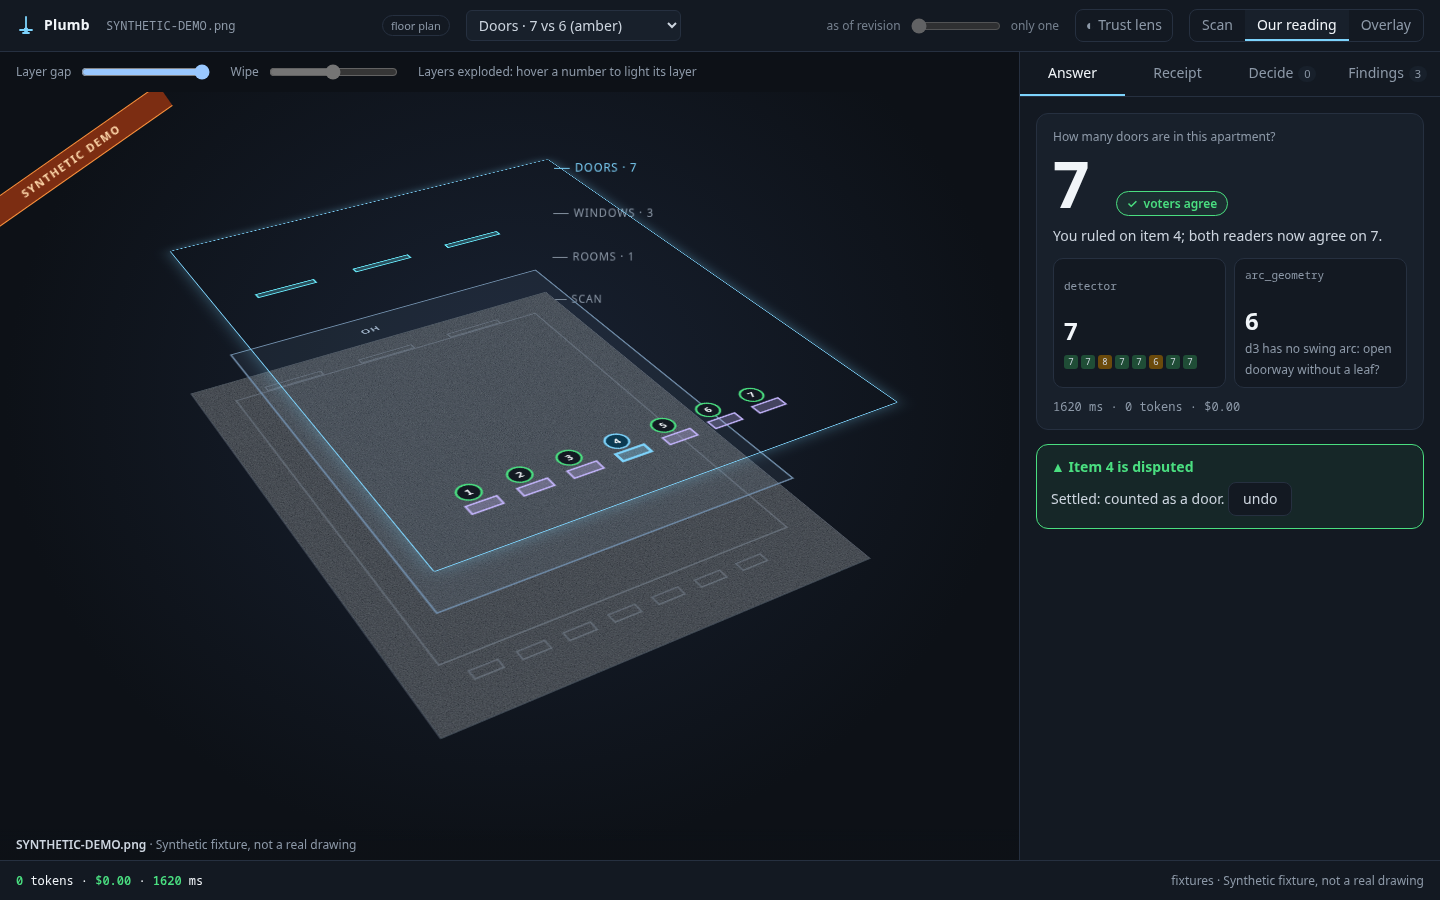 Plumb SYNTHETIC-DEMO.png floor plan Doors · 7 vs 6 (amber) as of revision only one Trust lens Scan Our reading Overlay
Layer gap Wipe Layers exploded: hover a number to light its layer
Answer Receipt Decide 0 Findings 3
SYNTHETIC DEMO
DOORS · 7
WINDOWS · 3
ROOMS · 1
SCAN
HO
1 2 3 4 5 6 7
How many doors are in this apartment?
7 ✓ voters agree
You ruled on item 4; both readers now agree on 7.
detector
7
7 7 8 7 7 6 7 7
arc_geometry
6
d3 has no swing arc: open
doorway without a leaf?
1620 ms · 0 tokens · $0.00
▲ Item 4 is disputed
Settled: counted as a door. undo
SYNTHETIC-DEMO.png · Synthetic fixture, not a real drawing
0 tokens · $0.00 · 1620 ms
fixtures · Synthetic fixture, not a real drawing